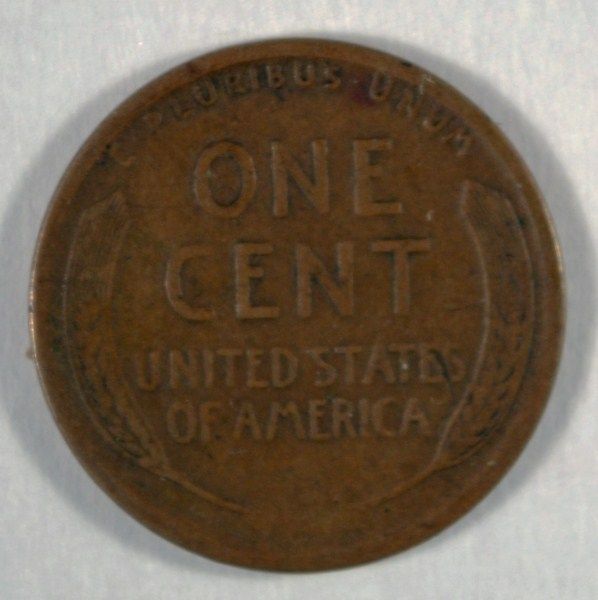 E PLURIBUS · UNUM
ONE
CENT
UNITED STATES
OF AMERICA